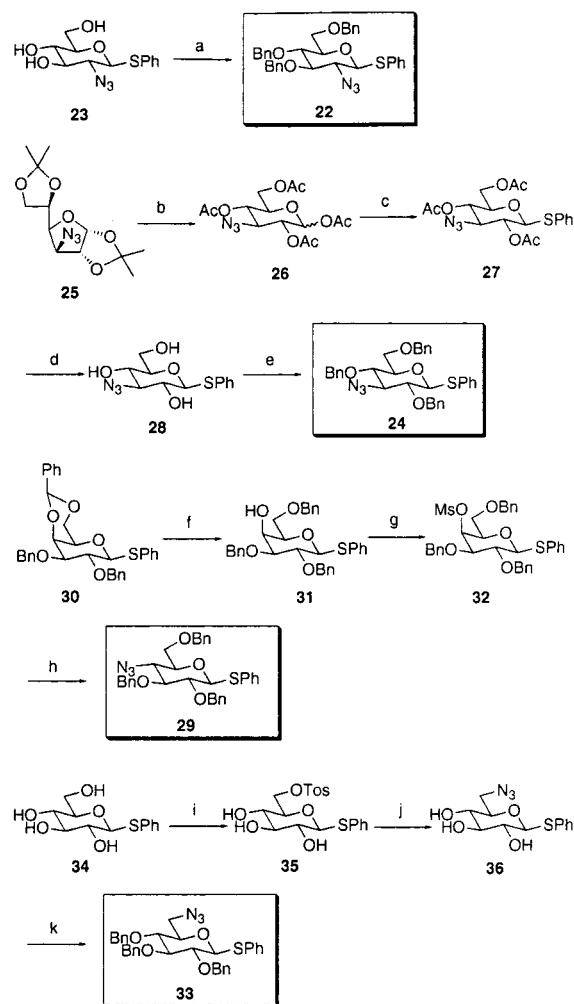 OH
OBn
HO
O
a
BnO
O
HO
SPh
BnO
SPh
N3
N3
23
22
O
O
OAc
OAc
b
AcO
O
c
AcO
O
N3
O
N3
OAc
N3
SPh
O
OAc
OAc
O
25
26
27
OH
OBn
d
HO
O
e
BnO
O
N3
SPh
N3
SPh
OH
OBn
28
24
Ph
O
O
HO
OBn
MsO
OBn
O
f
O
g
O
BnO
SPh
BnO
SPh
BnO
SPh
OBn
OBn
OBn
30
31
32
OBn
h
N3
O
BnO
SPh
OBn
29
OH
OTos
N3
HO
O
i
HO
O
j
HO
O
HO
SPh
HO
SPh
HO
SPh
OH
OH
OH
34
35
36
N3
k
BnO
O
BnO
SPh
OBn
33